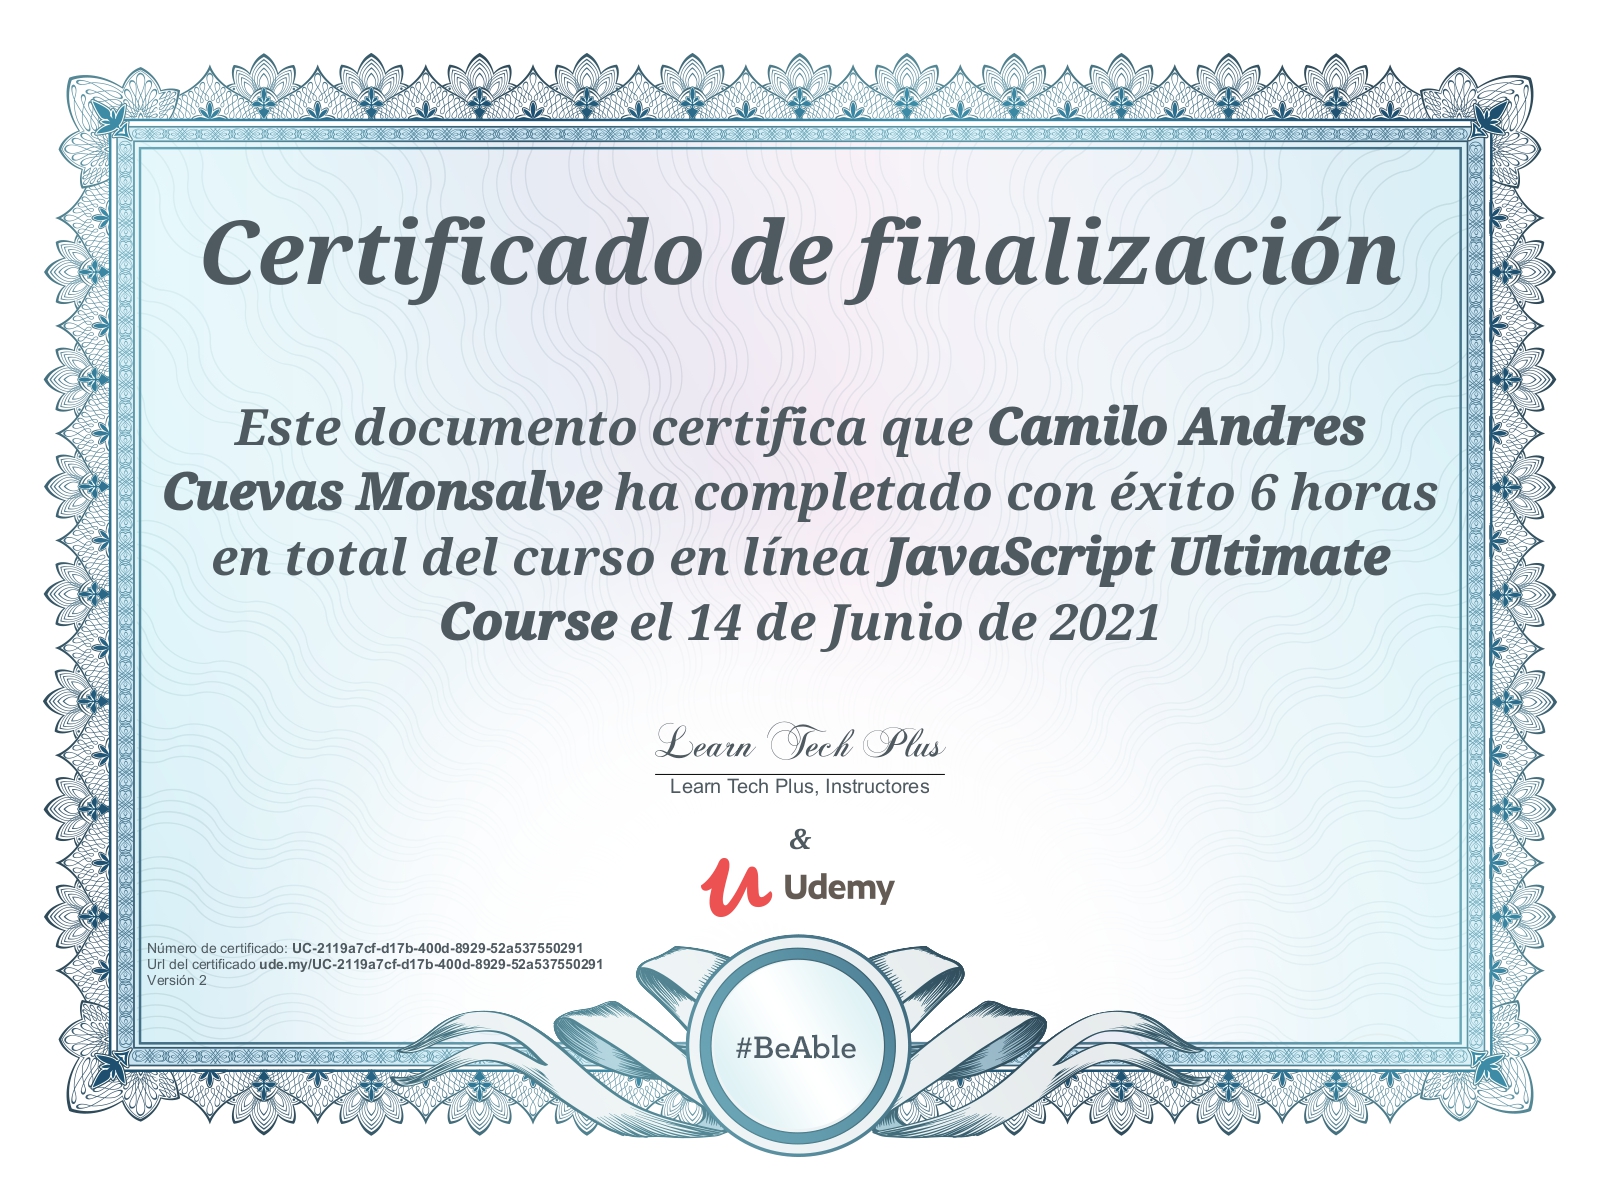 Certificado de finalización
Este documento certifica que Camilo Andres
Cuevas Monsalve ha completado con éxito 6 horas
en total del curso en línea JavaScript Ultimate
Course el 14 de Junio de 2021
Learn Tech Plus
Learn Tech Plus, Instructores
&
Udemy
Número de certificado: UC-2119a7cf-d17b-400d-8929-52a537550291
Url del certificado ude.my/UC-2119a7cf-d17b-400d-8929-52a537550291
Versión 2
#BeAble